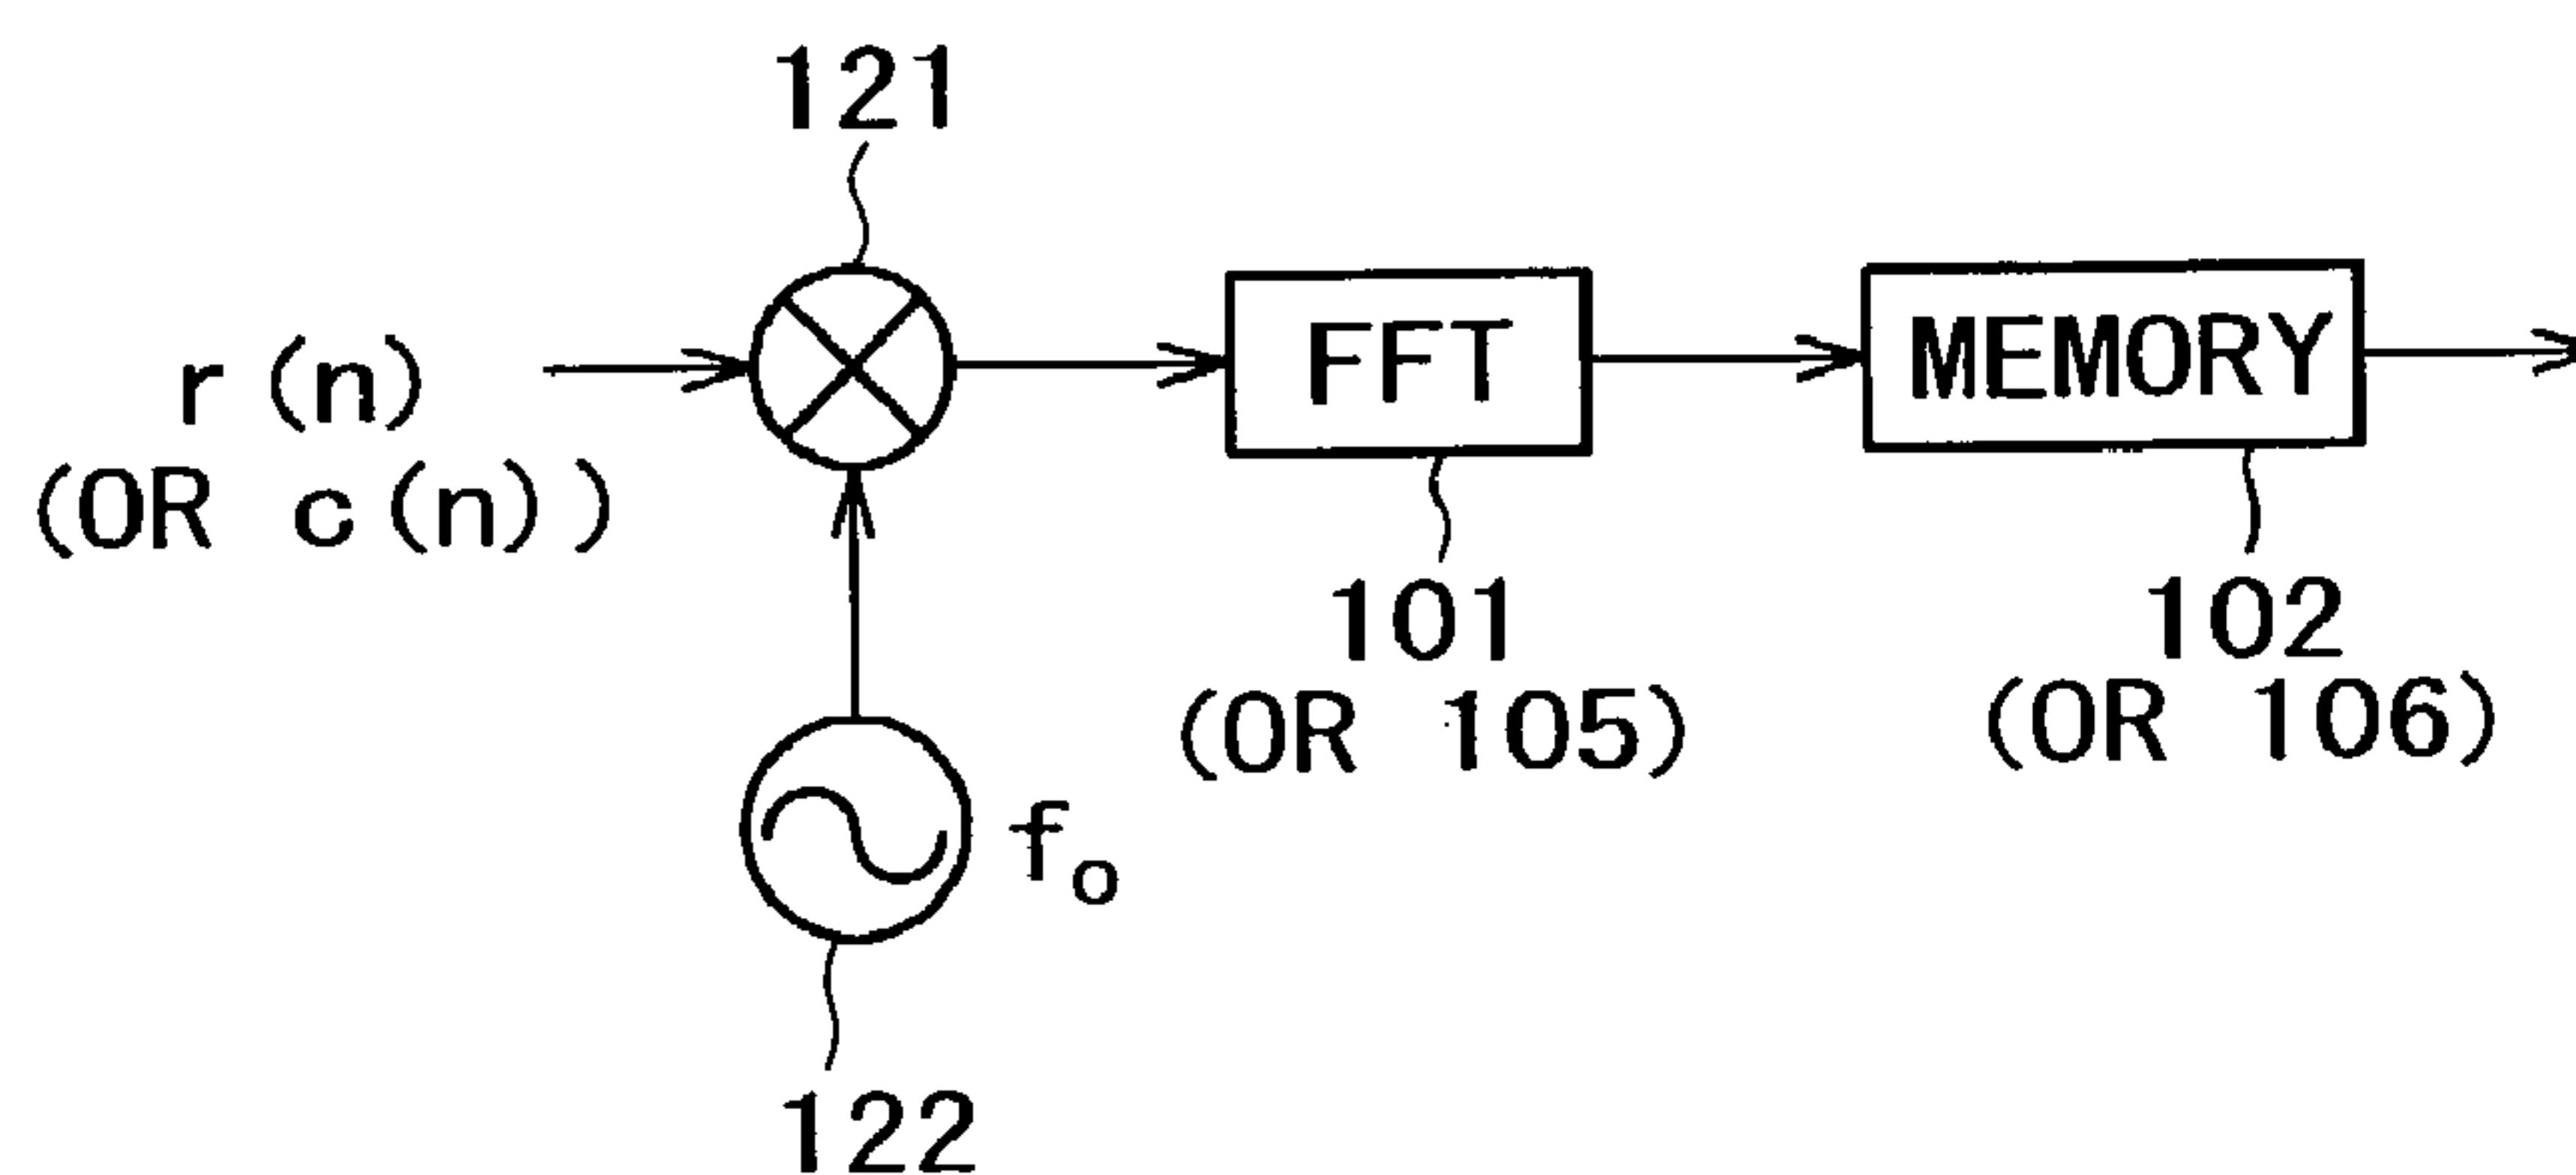 121
r(n)
(OR c(n))
FFT
MEMORY
101
(OR 105)
102
(OR 106)
fo
122